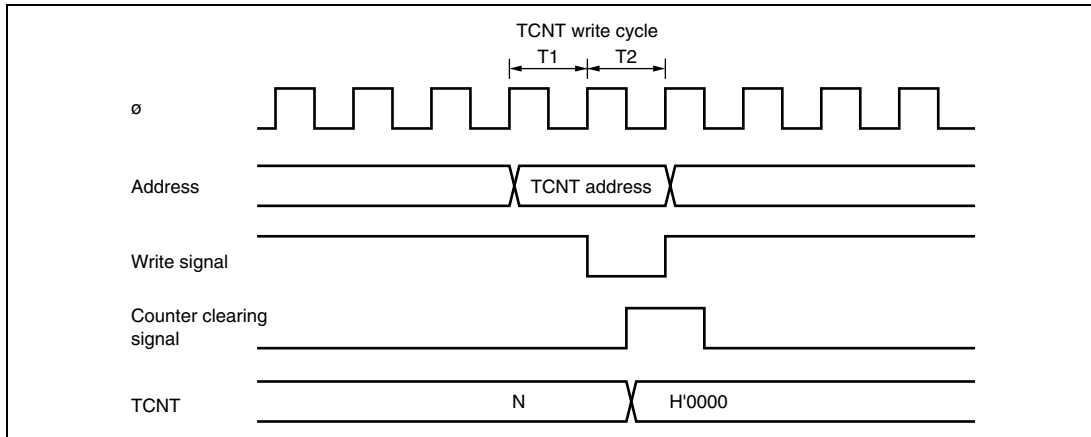 TCNT write cycle
T1 T2
ø
Address
TCNT address
Write signal
Counter clearing
signal
TCNT
N
H'0000